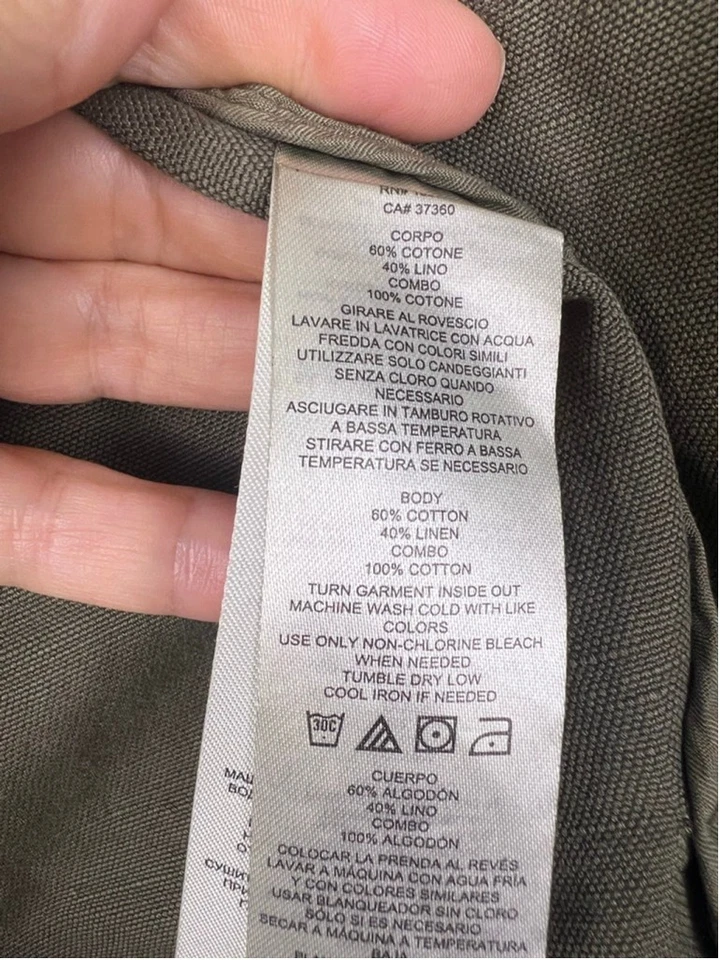 CA# 37360
CORPO
60% COTONE
40% LINO
COMBO
100% COTONE
GIRARE AL ROVESCIO
LAVARE IN LAVATRICE CON ACQUA
FREDDA CON COLORI SIMILI
UTILIZZARE SOLO CANDEGGIANTI
SENZA CLORO QUANDO
NECESSARIO
ASCIUGARE IN TAMBURO ROTATIVO
A BASSA TEMPERATURA
STIRARE CON FERRO A BASSA
TEMPERATURA SE NECESSARIO
BODY
60% COTTON
40% LINEN
COMBO
100% COTTON
TURN GARMENT INSIDE OUT
MACHINE WASH COLD WITH LIKE
COLORS
USE ONLY NON-CHLORINE BLEACH
WHEN NEEDED
TUMBLE DRY LOW
COOL IRON IF NEEDED
30C
CUERPO
60% ALGODÓN
40% LINO
COMBO
100% ALGODÓN
COLOCAR LA PRENDA AL REVÉS
LAVAR A MÁQUINA CON AGUA FRÍA
Y CON COLORES SIMILARES
USAR BLANQUEADOR SIN CLORO
SÓLO SI ES NECESARIO
SECAR A MÁQUINA A TEMPERATURA
BAJA